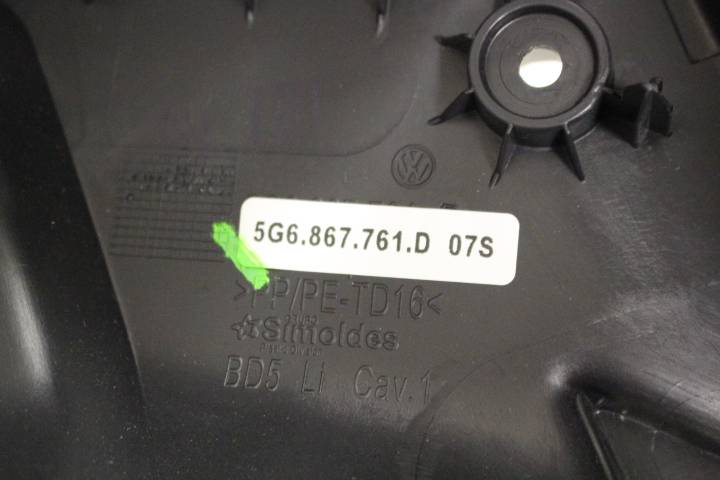 5G6.867.761.D 07S
>PP/PE-TD16<
Simoldes
BD5 Li Cav.1